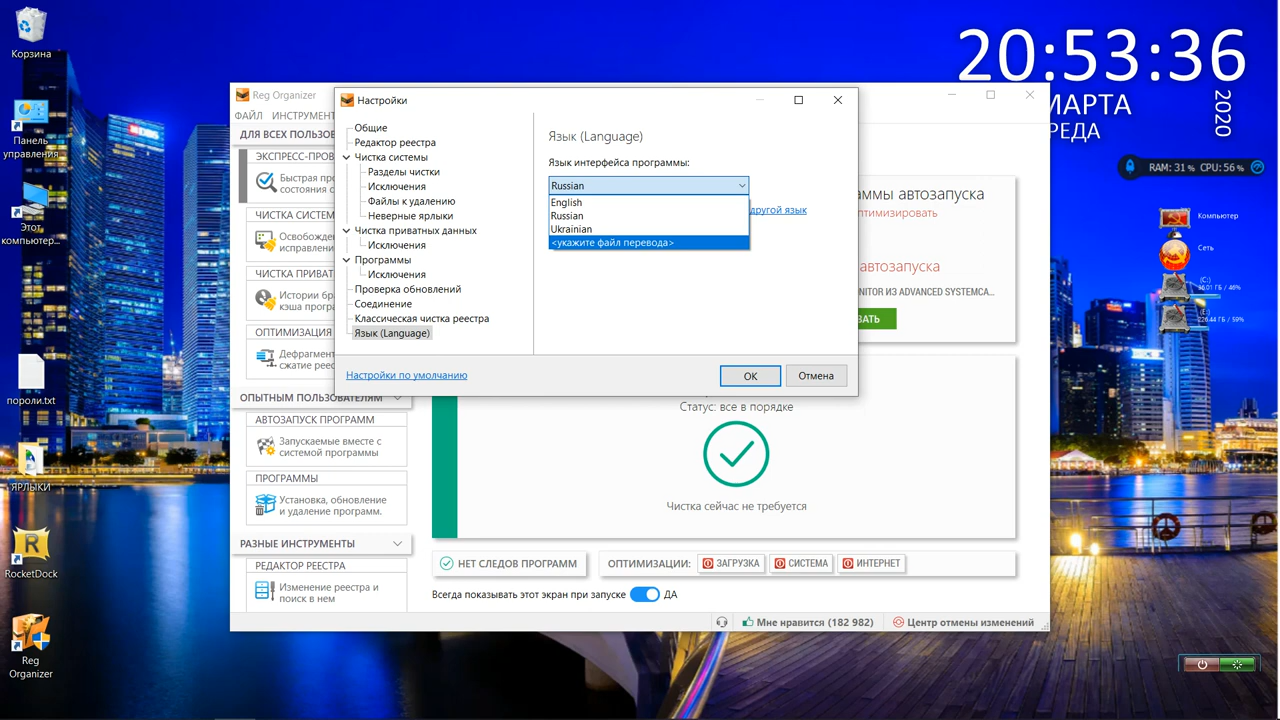 Корзина
Панель
управления
Этот
компьютер...
пороли.txt
ЯРЛЫКИ
RocketDock
Reg
Organizer
20:53:36
МАРТА
РЕДА
2020
RAM: 31 % CPU: 56 %
Компьютер
Сеть
(C:)
(E:)
Reg Organizer
ФАЙЛ ИНСТРУМЕНТ
ДЛЯ ВСЕХ ПОЛЬЗОВ
ЭКСПРЕСС-ПРОВ
Быстрая про
состояния с
ЧИСТКА СИСТЕМ
Освобожден
исправлени
ЧИСТКА ПРИВАТ
Истории бра
кэша програ
ОПТИМИЗАЦИЯ
Дефрагмент
сжатие реес
ОПЫТНЫМ ПОЛЬЗОВАТЕЛЯМ
АВТОЗАПУСК ПРОГРАММ
Запускаемые вместе с
системой программы
ПРОГРАММЫ
Установка, обновление
и удаление программ.
РАЗНЫЕ ИНСТРУМЕНТЫ
РЕДАКТОР РЕЕСТРА
Изменение реестра и
поиск в нем
Настройки
Общие
Редактор реестра
Чистка системы
Разделы чистки
Исключения
Файлы к удалению
Неверные ярлыки
Чистка приватных данных
Исключения
Программы
Исключения
Проверка обновлений
Соединение
Классическая чистка реестра
Язык (Language)
Язык (Language)
Язык интерфейса программы:
Russian
English
Russian
Ukrainian
<укажите файл перевода>
другой язык
Настройки по умолчанию
OK
Отмена
ммы автозапуска
птимизировать
автозапуска
NITOR ИЗ ADVANCED SYSTEMCA...
ВАТЬ
Статус: все в порядке
Чистка сейчас не требуется
НЕТ СЛЕДОВ ПРОГРАММ
ОПТИМИЗАЦИИ: ЗАГРУЗКА СИСТЕМА ИНТЕРНЕТ
Всегда показывать этот экран при запуске ДА
Мне нравится (182 982) Центр отмены изменений